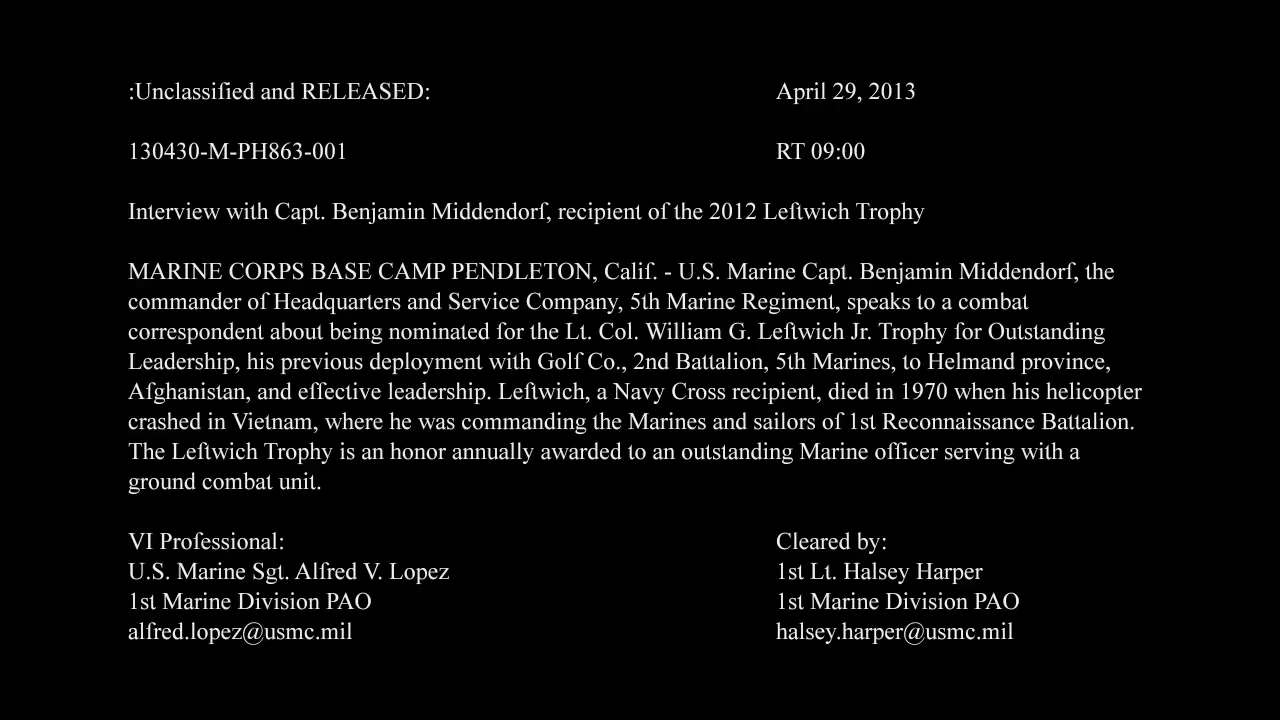 :Unclassified and RELEASED:
April 29, 2013
130430-M-PH863-001
RT 09:00
Interview with Capt. Benjamin Middendorf, recipient of the 2012 Leftwich Trophy
MARINE CORPS BASE CAMP PENDLETON, Calif. - U.S. Marine Capt. Benjamin Middendorf, the
commander of Headquarters and Service Company, 5th Marine Regiment, speaks to a combat
correspondent about being nominated for the Lt. Col. William G. Leftwich Jr. Trophy for Outstanding
Leadership, his previous deployment with Golf Co., 2nd Battalion, 5th Marines, to Helmand province,
Afghanistan, and effective leadership. Leftwich, a Navy Cross recipient, died in 1970 when his helicopter
crashed in Vietnam, where he was commanding the Marines and sailors of 1st Reconnaissance Battalion.
The Leftwich Trophy is an honor annually awarded to an outstanding Marine officer serving with a
ground combat unit.
VI Professional:
U.S. Marine Sgt. Alfred V. Lopez
1st Marine Division PAO
alfred.lopez@usmc.mil
Cleared by:
1st Lt. Halsey Harper
1st Marine Division PAO
halsey.harper@usmc.mil